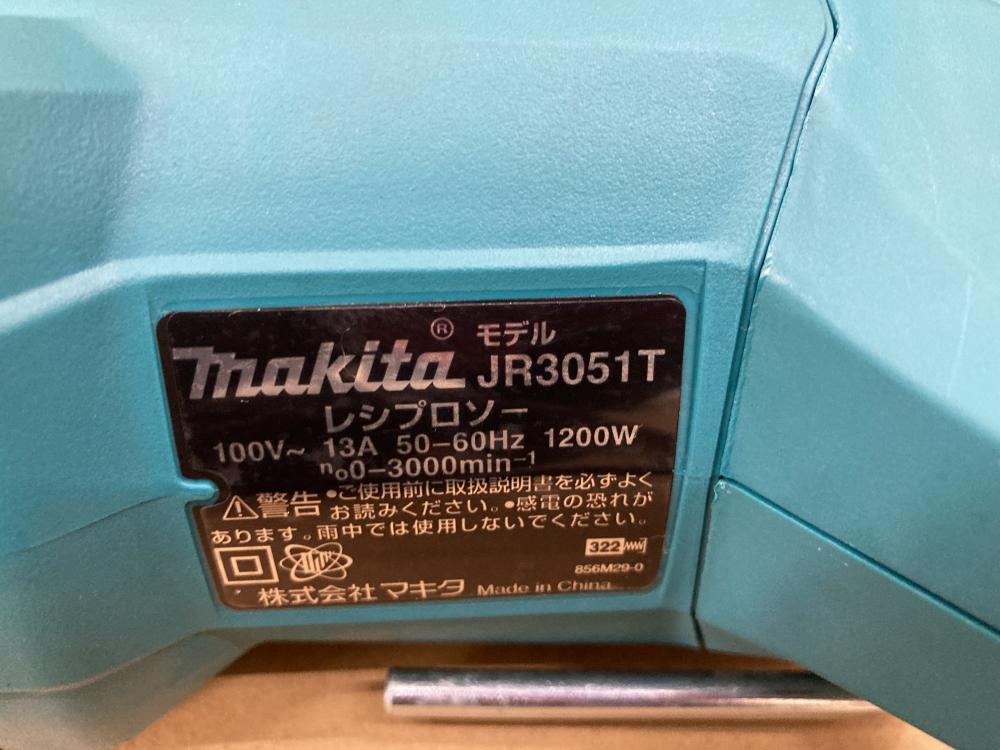 makita® モデル JR3051T
レシプロソー
100V~ 13A 50-60Hz 1200W
n₀0-3000min⁻¹
⚠警告 •ご使用前に取扱説明書を必ずよく
お読みください。•感電の恐れが
あります。雨中では使用しないでください。
322
856M29-0
株式会社 マキタ Made in China